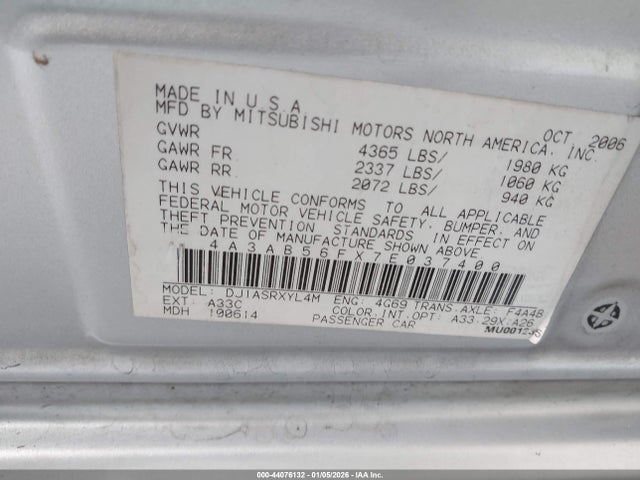 MADE IN U.S.A.
MFD BY MITSUBISHI MOTORS NORTH AMERICA, INC. OCT 2006
GVWR 4365 LBS/ 1980 KG
GAWR FR 2337 LBS/ 1060 KG
GAWR RR 2072 LBS/ 940 KG
THIS VEHICLE CONFORMS TO ALL APPLICABLE
FEDERAL MOTOR VEHICLE SAFETY, BUMPER, AND
THEFT PREVENTION STANDARDS IN EFFECT ON
THE DATE OF MANUFACTURE SHOWN ABOVE
4A3AB56FX7E037400
MODEL: DJ1ASRXYL4M ENG: 4G69 TRANS.AXLE: F4A4B
EXT: A33C COLOR.INT.OPT: A33.29X.A26
MDH 100614 PASSENGER CAR
000-44076132 - 01/05/2026 - IAAI.COM